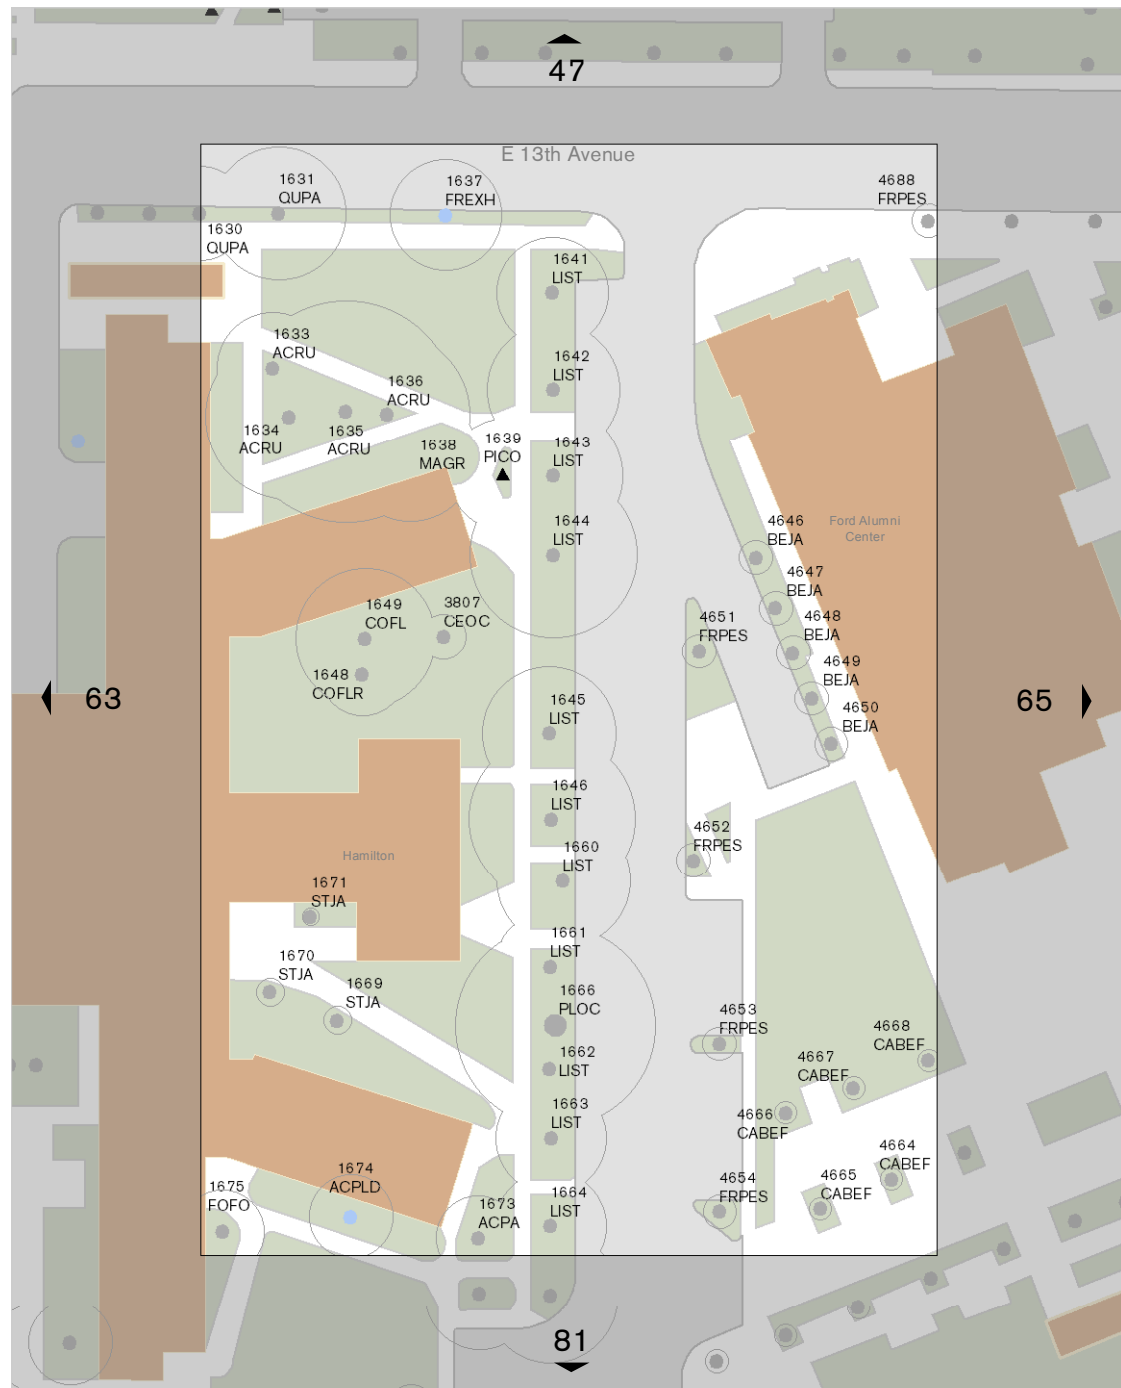 47
E 13th Avenue
1631
QUPA
1637
FREXH
4688
FRPES
1630
QUPA
1641
LIST
1633
ACRU
1642
LIST
1636
ACRU
1634
ACRU
1635
ACRU
1638
MAGR
1639
PICO
1643
LIST
1644
LIST
4646
BEJA
Ford Alumni
Center
4647
BEJA
1649
COFL
3807
CEOC
4651
FRPES
4648
BEJA
1648
COFLR
4649
BEJA
63
1645
LIST
4650
BEJA
65
1646
LIST
4652
FRPES
Hamilton
1660
LIST
1671
STJA
1661
LIST
1670
STJA
1669
STJA
1666
PLOC
4653
FRPES
4668
CABEF
1662
LIST
4667
CABEF
1663
LIST
4666
CABEF
4664
CABEF
1674
ACPLD
1675
FOFO
1673
ACPA
1664
LIST
4654
FRPES
4665
CABEF
81